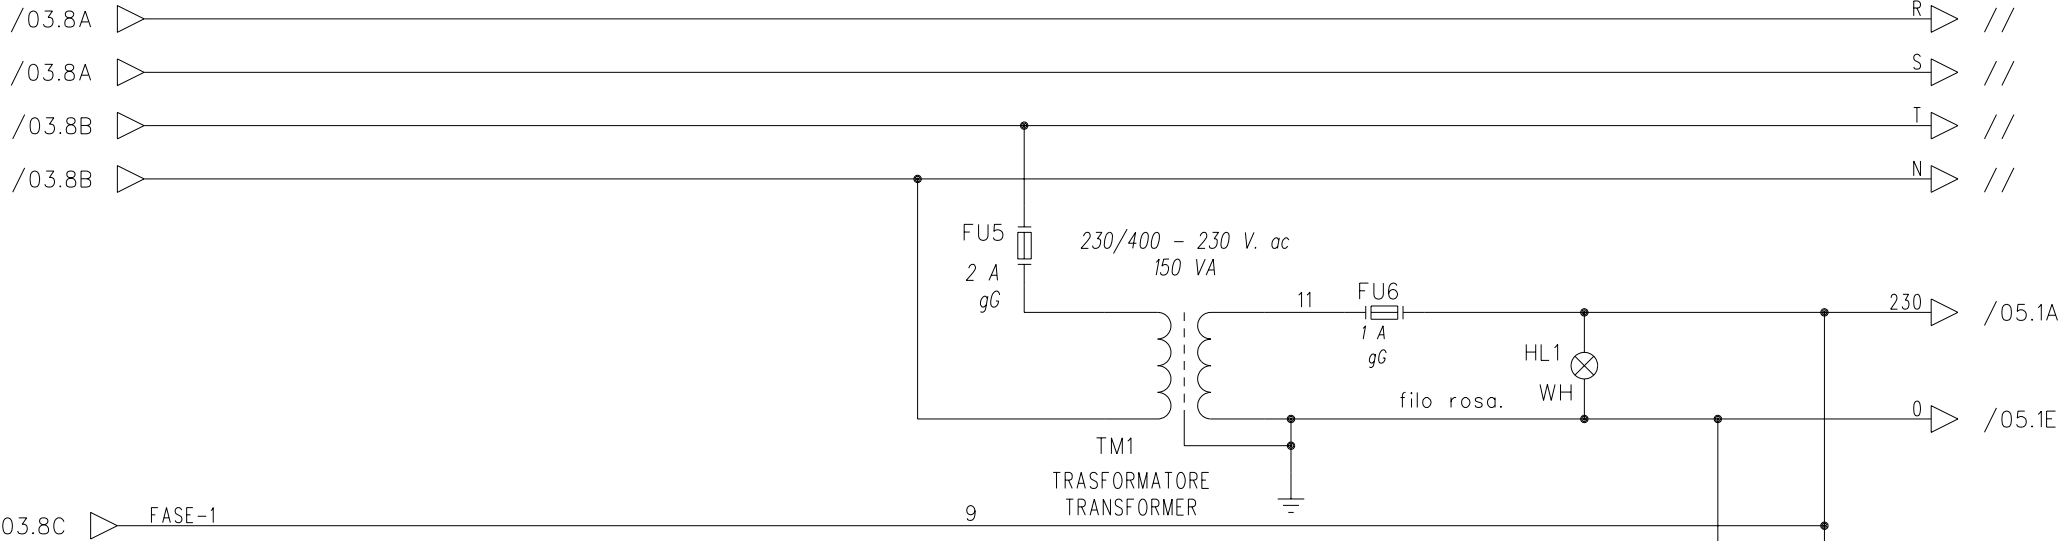 /03.8A R //
/03.8A S //
/03.8B T //
/03.8B N //
FU5
2 A
gG
230/400 - 230 V. ac
150 VA
11
FU6
1 A
gG
230 /05.1A
HL1
WH
filo rosa.
0 /05.1E
TM1
TRASFORMATORE
TRANSFORMER
03.8C FASE-1 9